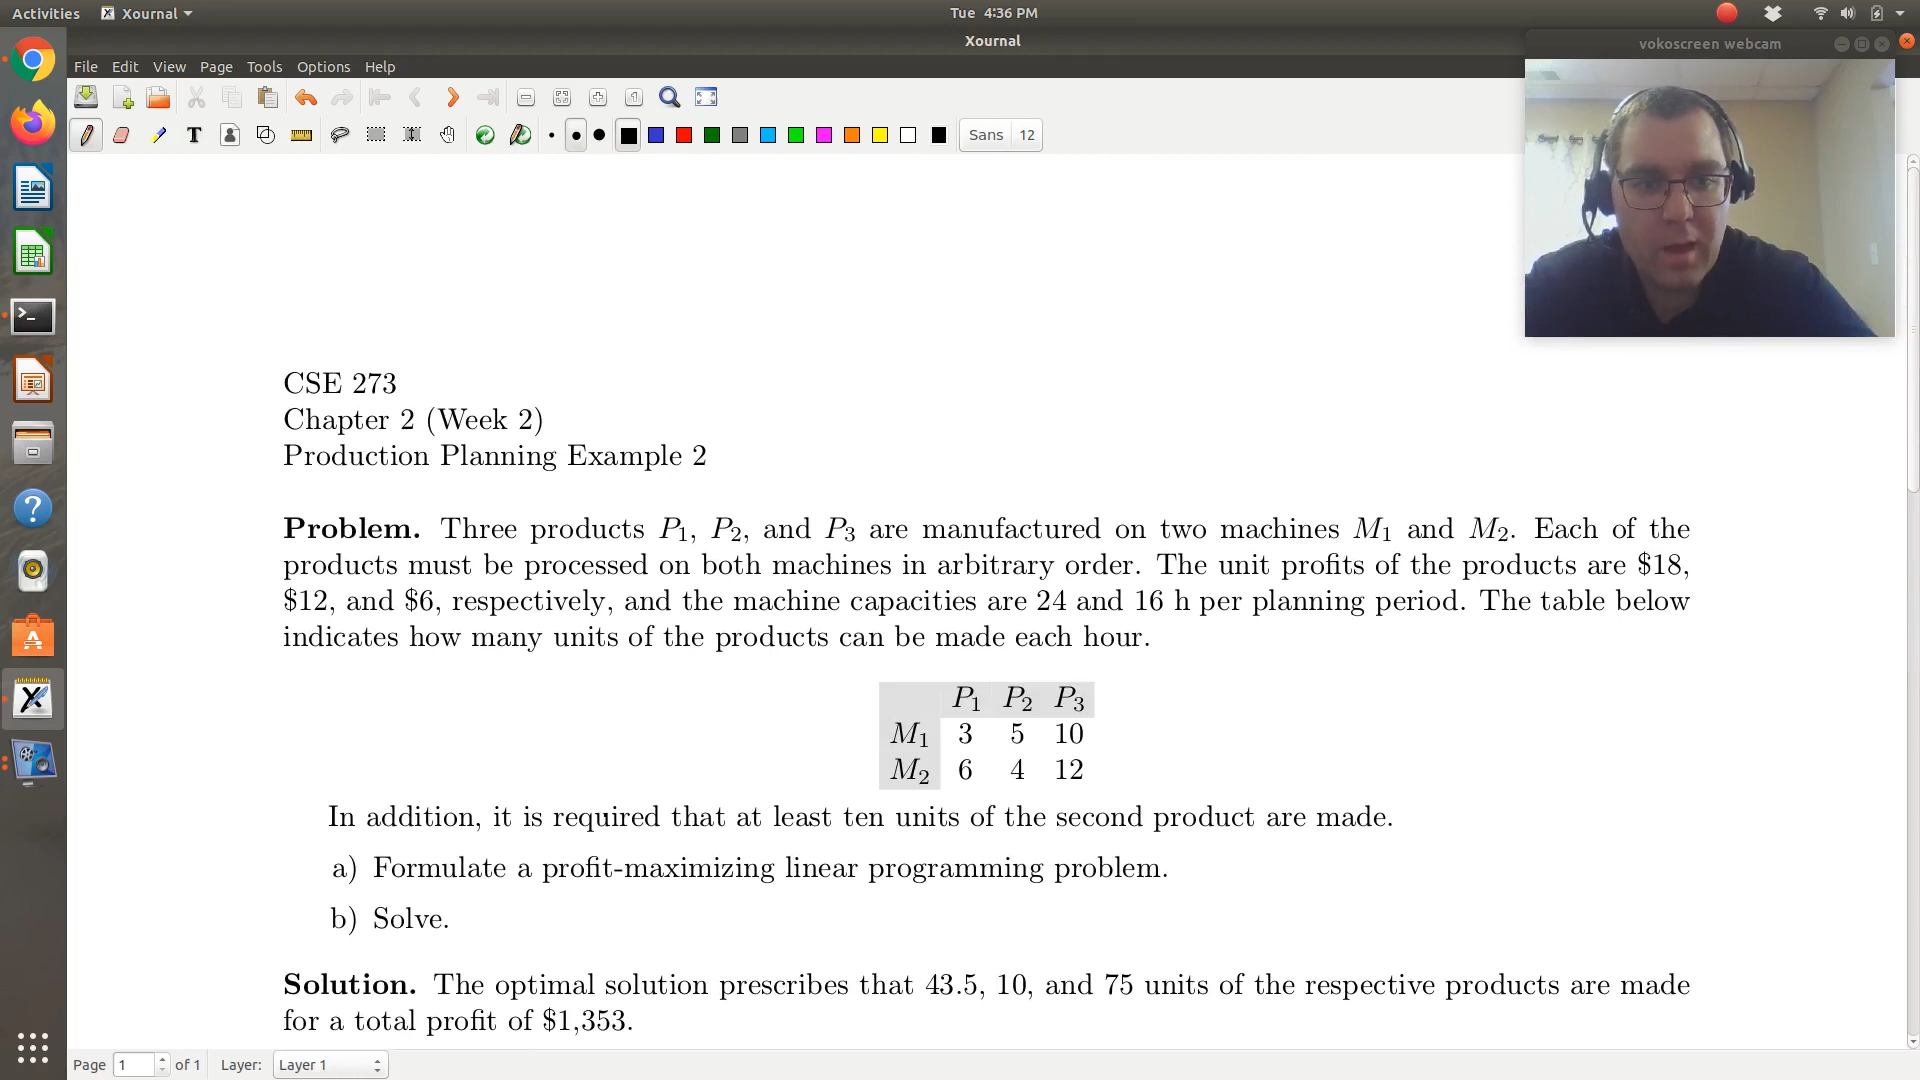 Activities Xournal Tue 4:36 PM
Xournal
vokoscreen webcam
File Edit View Page Tools Options Help
T Sans 12
CSE 273
Chapter 2 (Week 2)
Production Planning Example 2
Problem. Three products P1, P2, and P3 are manufactured on two machines M1 and M2. Each of the
products must be processed on both machines in arbitrary order. The unit profits of the products are $18,
$12, and $6, respectively, and the machine capacities are 24 and 16 h per planning period. The table below
indicates how many units of the products can be made each hour.
P1 P2 P3
M1 3 5 10
M2 6 4 12
In addition, it is required that at least ten units of the second product are made.
a) Formulate a profit-maximizing linear programming problem.
b) Solve.
Solution. The optimal solution prescribes that 43.5, 10, and 75 units of the respective products are made
for a total profit of $1,353.
Page 1 of 1 Layer: Layer 1